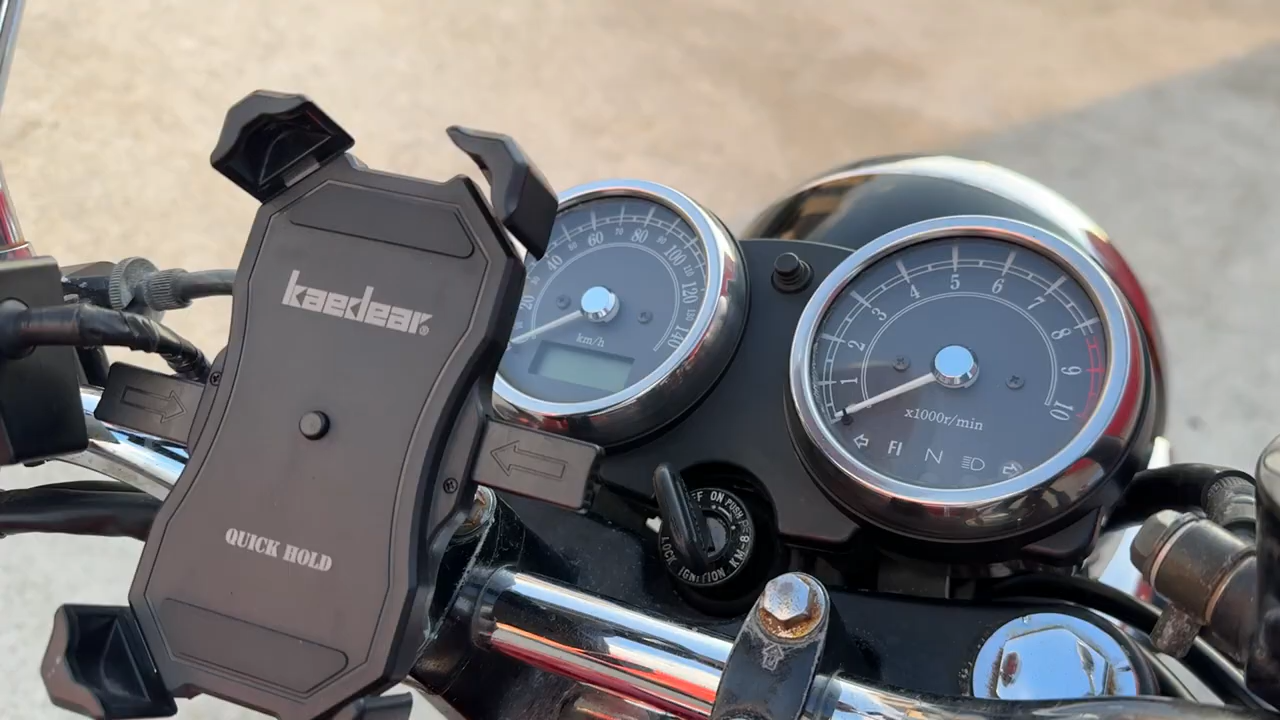 kaedear®
QUICK HOLD
20
40
60
80
100
120
140
km/h
1
2
3
4
5
6
7
8
9
10
x1000r/min
FI
N
ON
PUSH
LOCK
IGNITION
KM-8